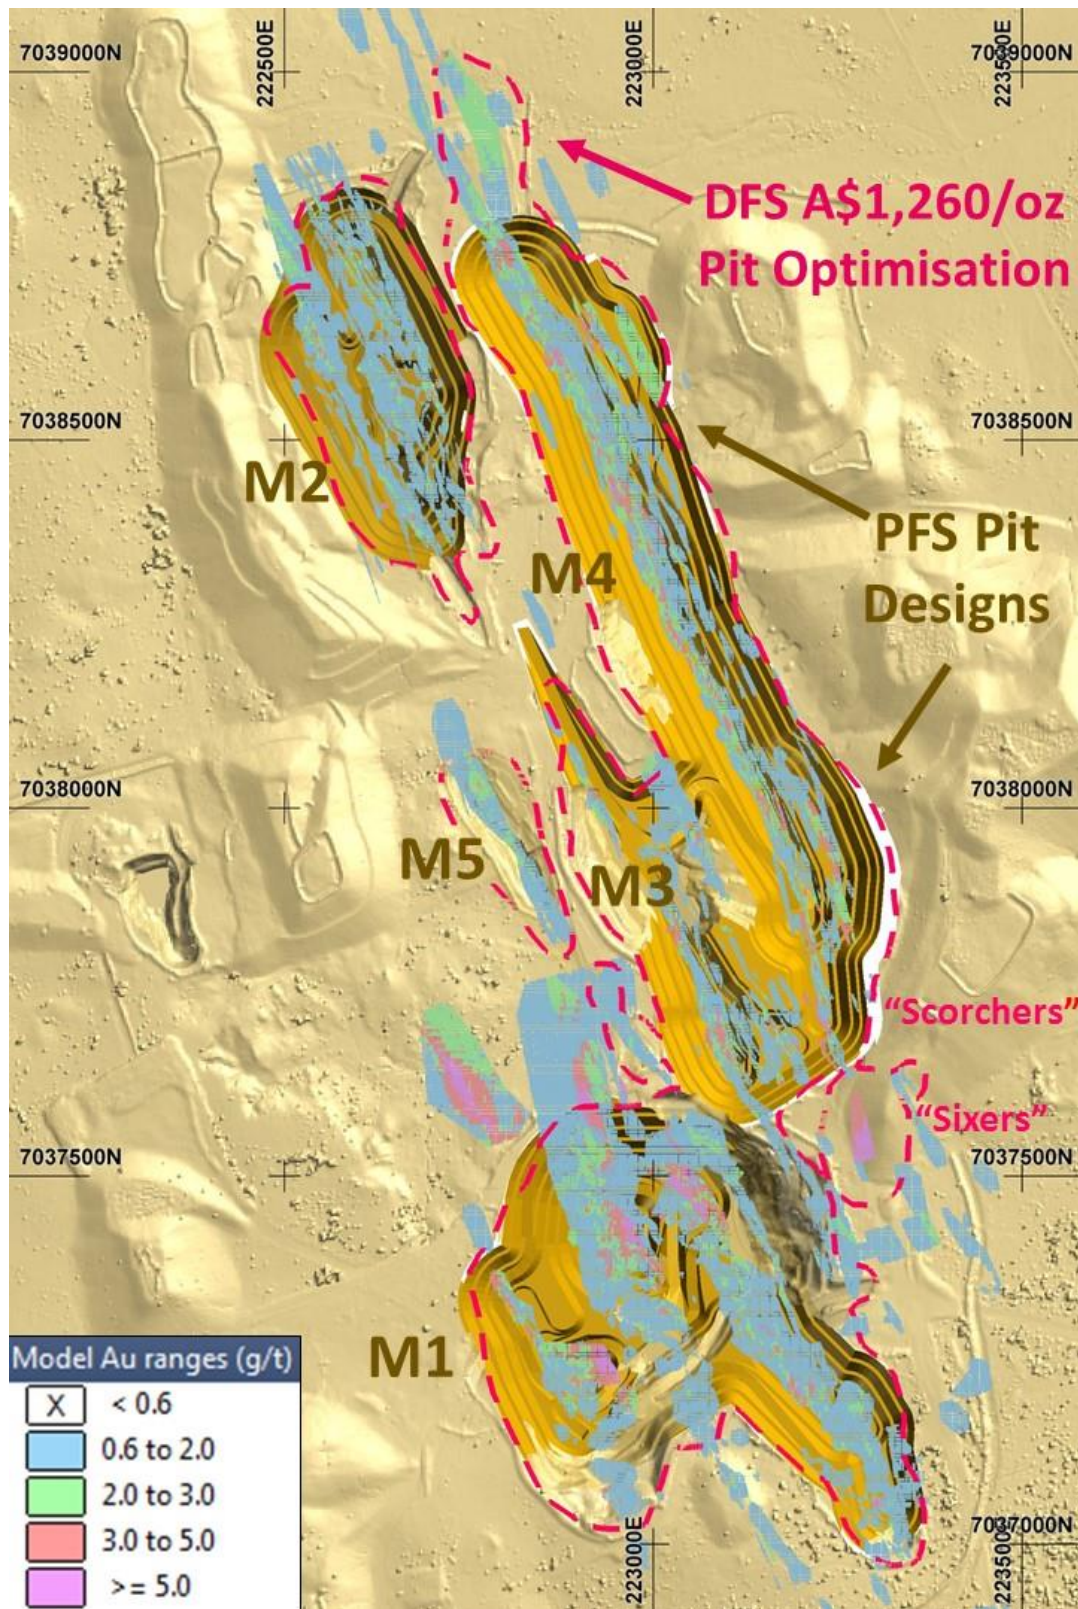 7039000N
222500E
223000E
223500E
7039000N
DFS A$1,260/oz
Pit Optimisation
7038500N
7038500N
M2
M4
PFS Pit
Designs
7038000N
7038000N
M5
M3
“Scorchers”
“Sixers”
7037500N
7037500N
M1
Model Au ranges (g/t)
X < 0.6
0.6 to 2.0
2.0 to 3.0
3.0 to 5.0
>= 5.0
223000E
7037000N